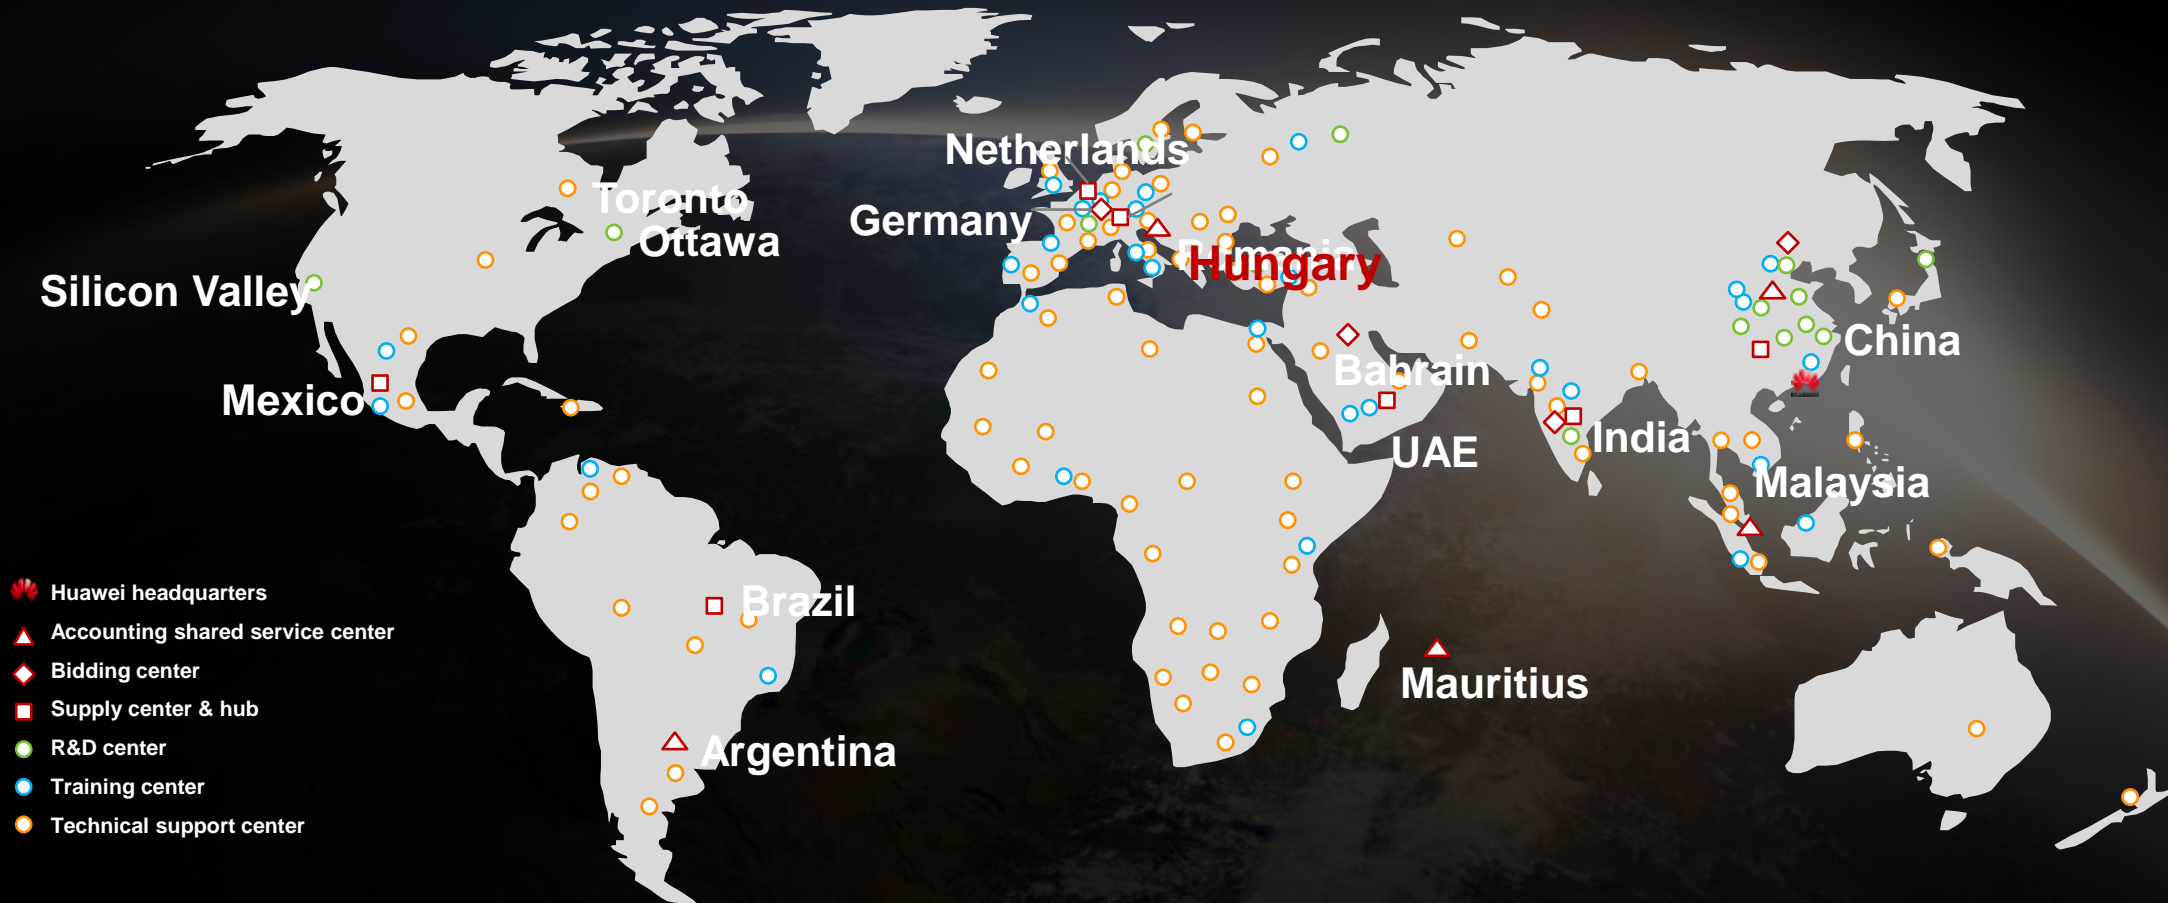 Netherlands
Toronto
Germany
Ottawa
Romania
Hungary
Silicon Valley
China
Bahrain
Mexico
India
UAE
Malaysia
Huawei headquarters
Brazil
Accounting shared service center
Bidding center
Mauritius
Supply center & hub
R&D center
Argentina
Training center
Technical support center